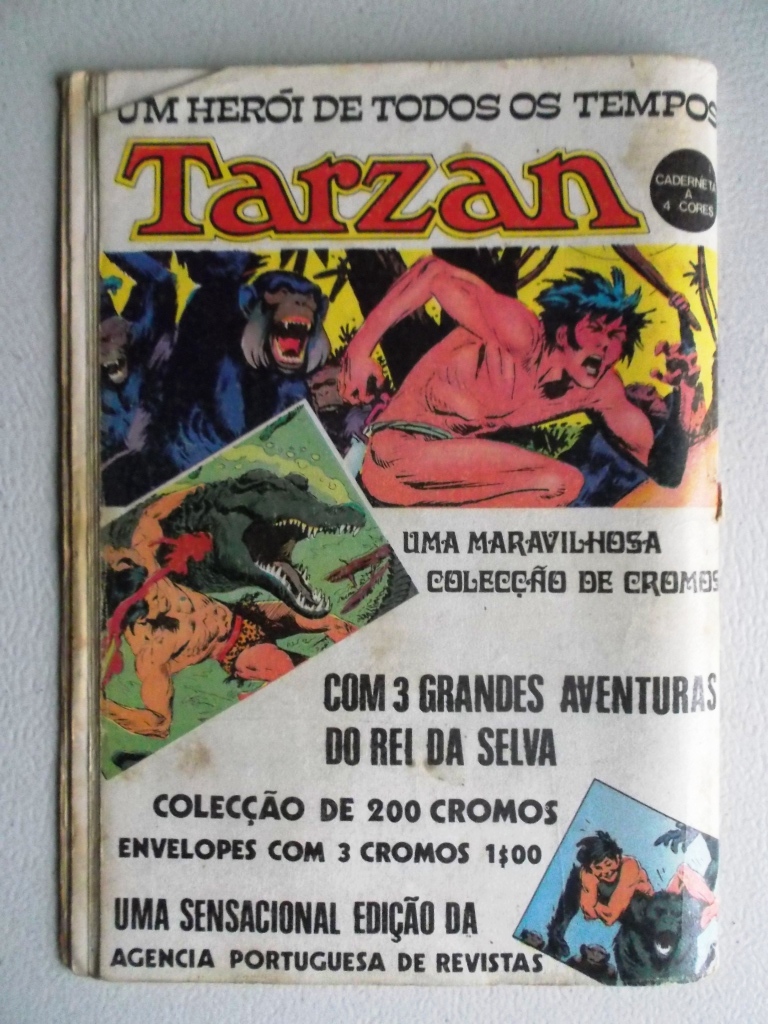 UM HERÓI DE TODOS OS TEMPOS
Tarzan
CADERNETA
A
4 CORES
UMA MARAVILHOSA
COLECÇÃO DE CROMOS
COM 3 GRANDES AVENTURAS
DO REI DA SELVA
COLECÇÃO DE 200 CROMOS
ENVELOPES COM 3 CROMOS 1$00
UMA SENSACIONAL EDIÇÃO DA
AGENCIA PORTUGUESA DE REVISTAS